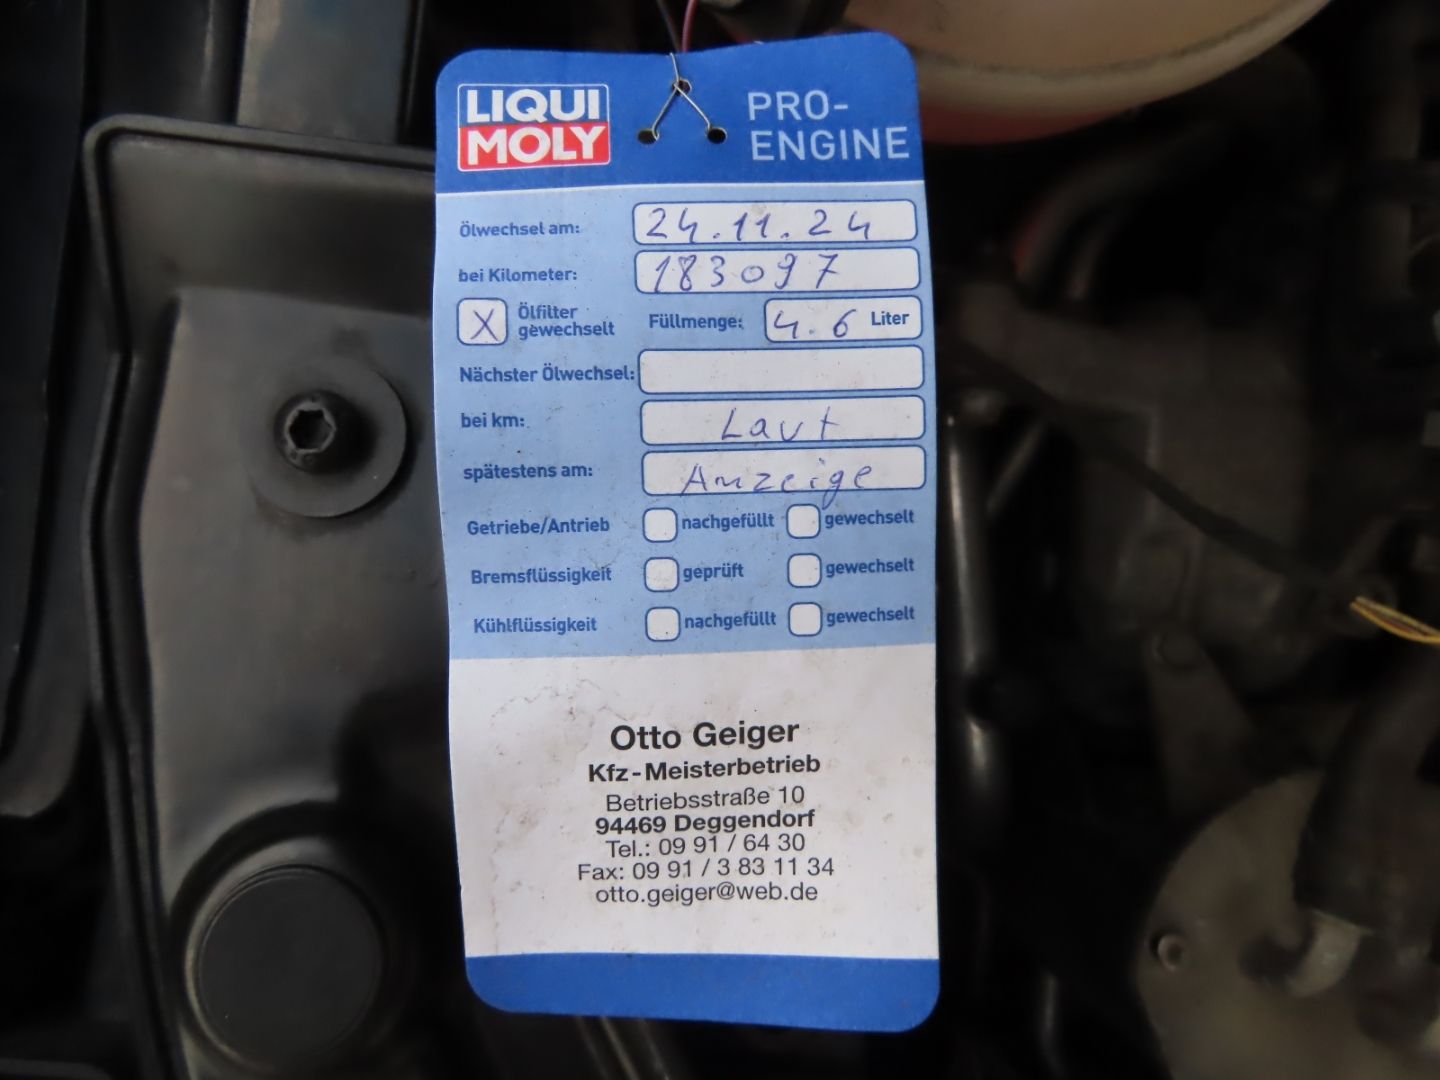 LIQUI MOLY
PRO-ENGINE
Ölwechsel am: 24.11.24
bei Kilometer: 183097
X Ölfilter gewechselt Füllmenge: 4.6 Liter
Nächster Ölwechsel:
bei km: Laut
spätestens am: Anzeige
Getriebe/Antrieb nachgefüllt gewechselt
Bremsflüssigkeit geprüft gewechselt
Kühlflüssigkeit nachgefüllt gewechselt
Otto Geiger
Kfz-Meisterbetrieb
Betriebsstraße 10
94469 Deggendorf
Tel.: 09 91 / 64 30
Fax: 09 91 / 3 83 11 34
otto.geiger@web.de